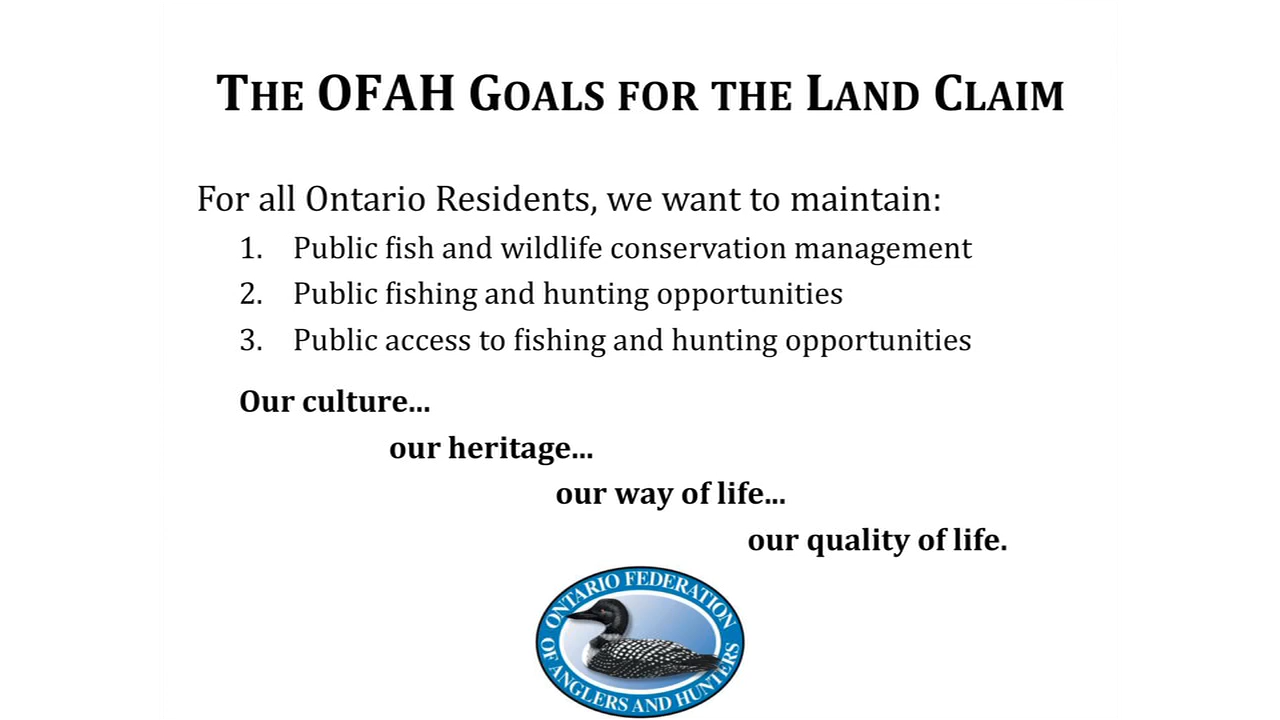 THE OFAH GOALS FOR THE LAND CLAIM
For all Ontario Residents, we want to maintain:
1. Public fish and wildlife conservation management
2. Public fishing and hunting opportunities
3. Public access to fishing and hunting opportunities
Our culture...
our heritage...
our way of life...
our quality of life.
ONTARIO FEDERATION
OF ANGLERS AND HUNTERS